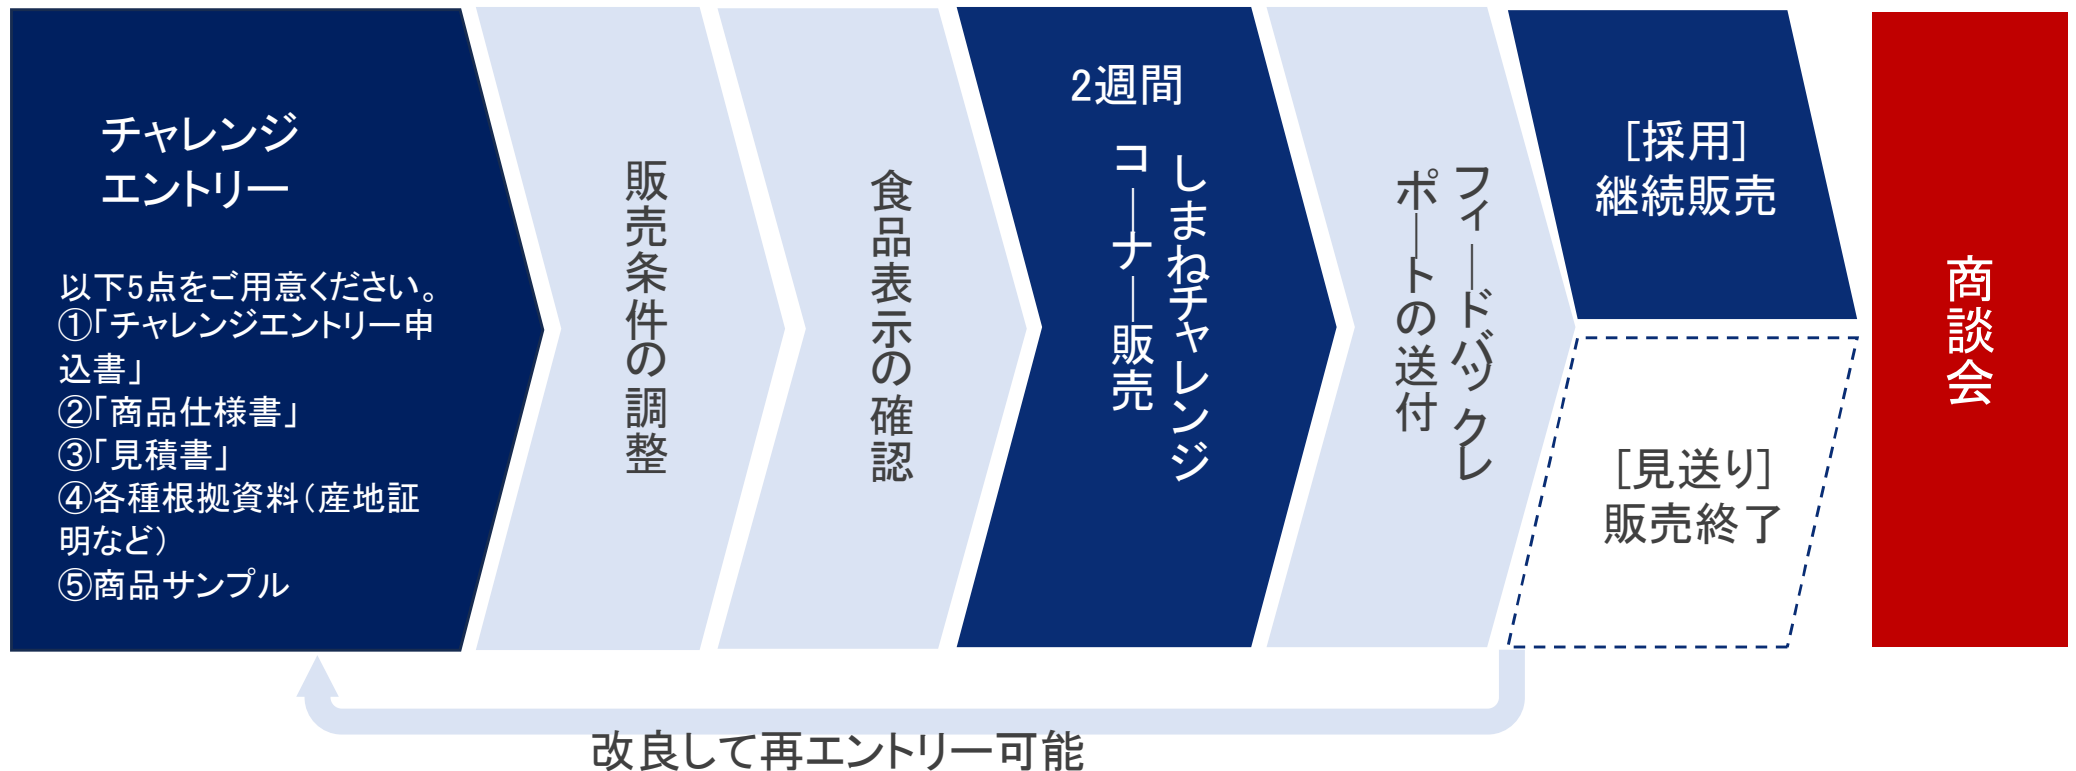 チャレンジ
エントリー
以下5点をご用意ください。
①「チャレンジエントリー申
込書」
②「商品仕様書」
③「見積書」
④各種根拠資料（産地証
明など）
⑤商品サンプル
販売条件の調整
食品表示の確認
2週間
しまねチャレンジ
コーナー販売
フィードバックレ
ポートの送付
[採用]
継続販売
[見送り]
販売終了
商談会
改良して再エントリー可能